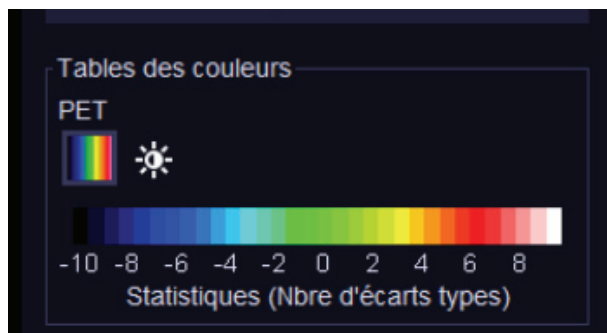 Tables des couleurs
PET
-10 -8 -6 -4 -2 0 2 4 6 8
Statistiques (Nbre d'écarts types)